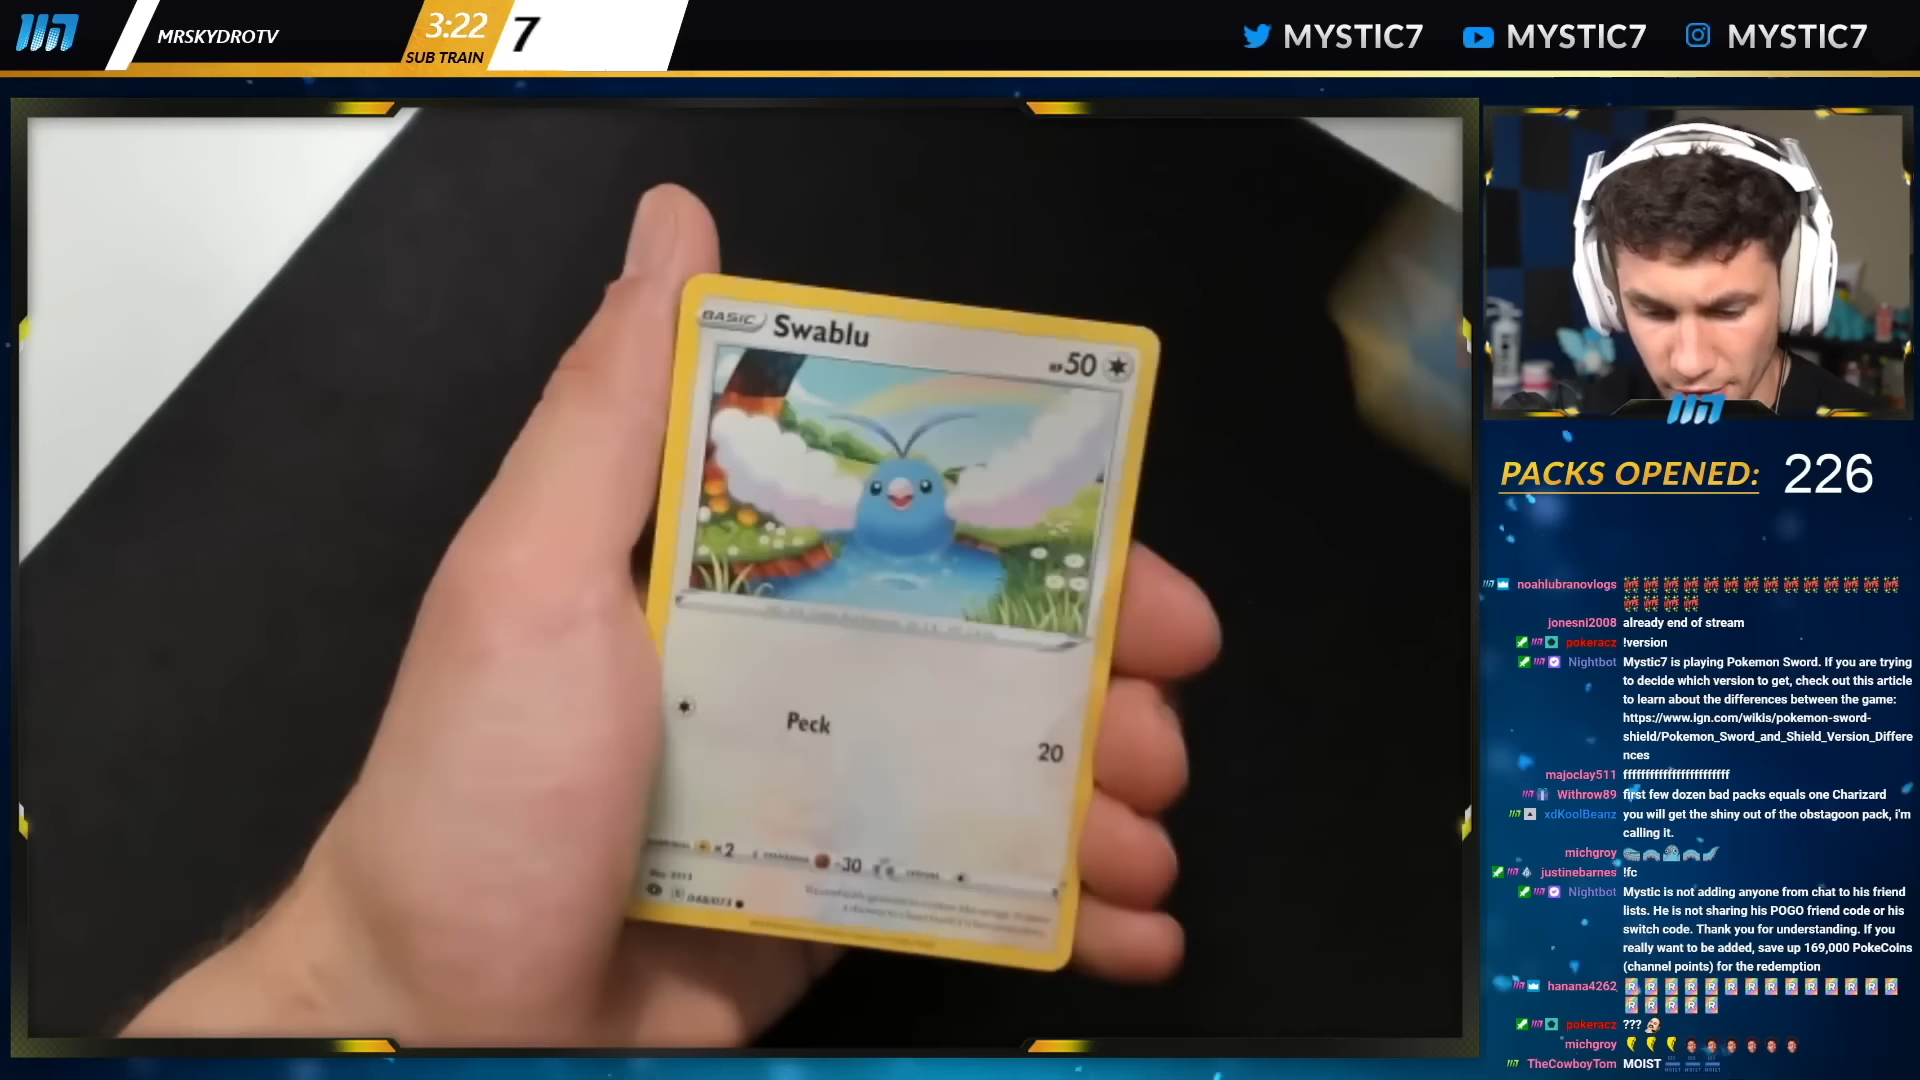 MRSKYDROTV
3:22
SUB TRAIN
7
MYSTIC7
MYSTIC7
MYSTIC7
BASIC
Swablu
HP 50
Peck
20
×2
-30
PACKS OPENED: 226
noahlubranovlogs
jonesni2008 already end of stream
pokeracz !version
Nightbot Mystic7 is playing Pokemon Sword. If you are trying
to decide which version to get, check out this article
to learn about the differences between the game:
https://www.ign.com/wikis/pokemon-sword-
shield/Pokemon_Sword_and_Shield_Version_Differe
nces
majoclay511 ffffffffffffffffffffffff
Withrow89 first few dozen bad packs equals one Charizard
xdKoolBeanz you will get the shiny out of the obstagoon pack, i'm
calling it.
michgroy
justinebarnes !fc
Nightbot Mystic is not adding anyone from chat to his friend
lists. He is not sharing his POGO friend code or his
switch code. Thank you for understanding. If you
really want to be added, save up 169,000 PokeCoins
(channel points) for the redemption
hanana4262
pokeracz ???
michgroy
TheCowboyTom MOIST